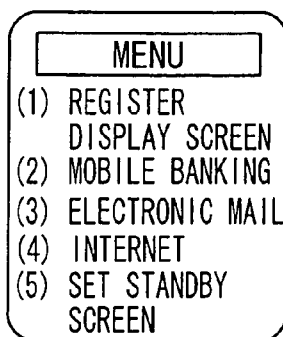 MENU
(1) REGISTER
DISPLAY SCREEN
(2) MOBILE BANKING
(3) ELECTRONIC MAIL
(4) INTERNET
(5) SET STANDBY
SCREEN